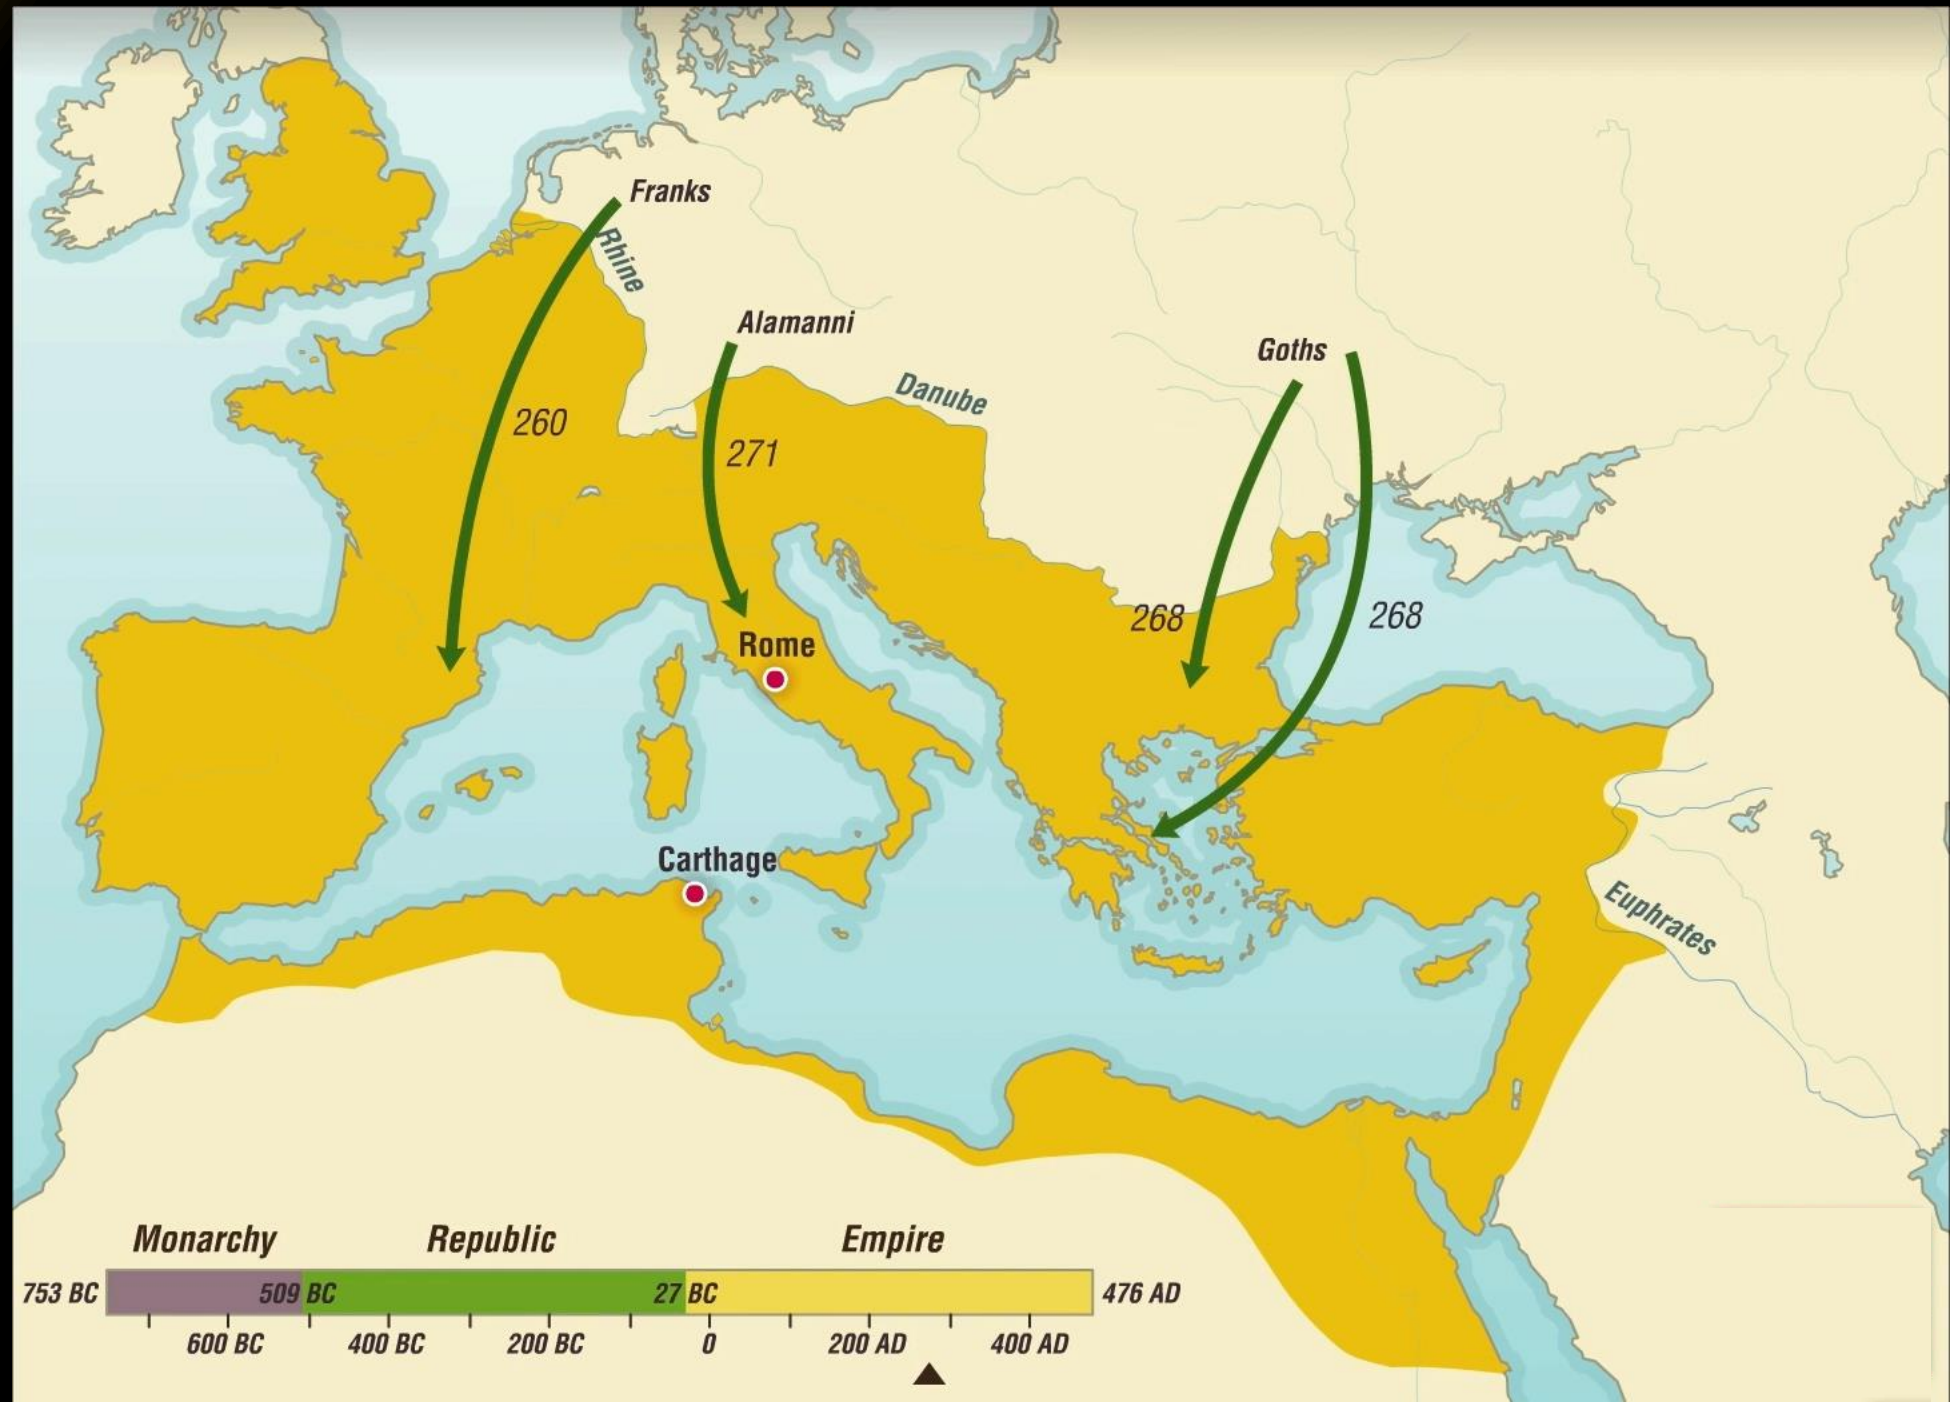 Franks
Rhine
Alamanni
Goths
Danube
260
271
268
268
Rome
Carthage
Euphrates
Monarchy Republic Empire
753 BC 509 BC 27 BC 476 AD
600 BC 400 BC 200 BC 0 200 AD 400 AD